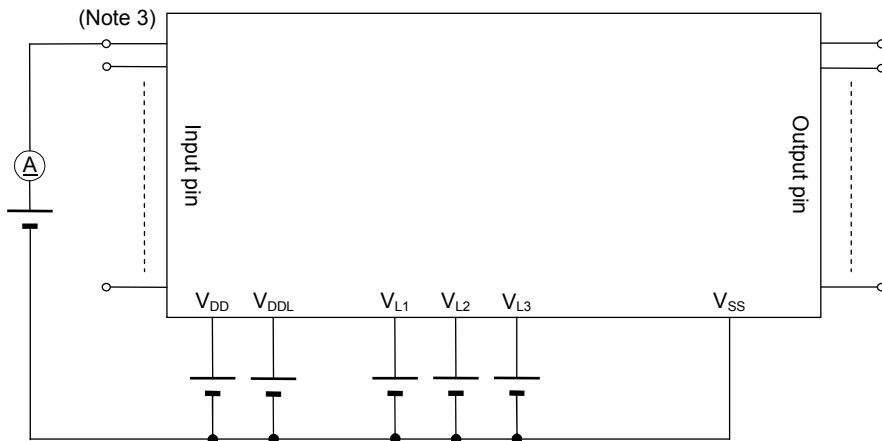 (Note 3)
A
Input pin
Output pin
VDD VDDL VL1 VL2 VL3 VSS